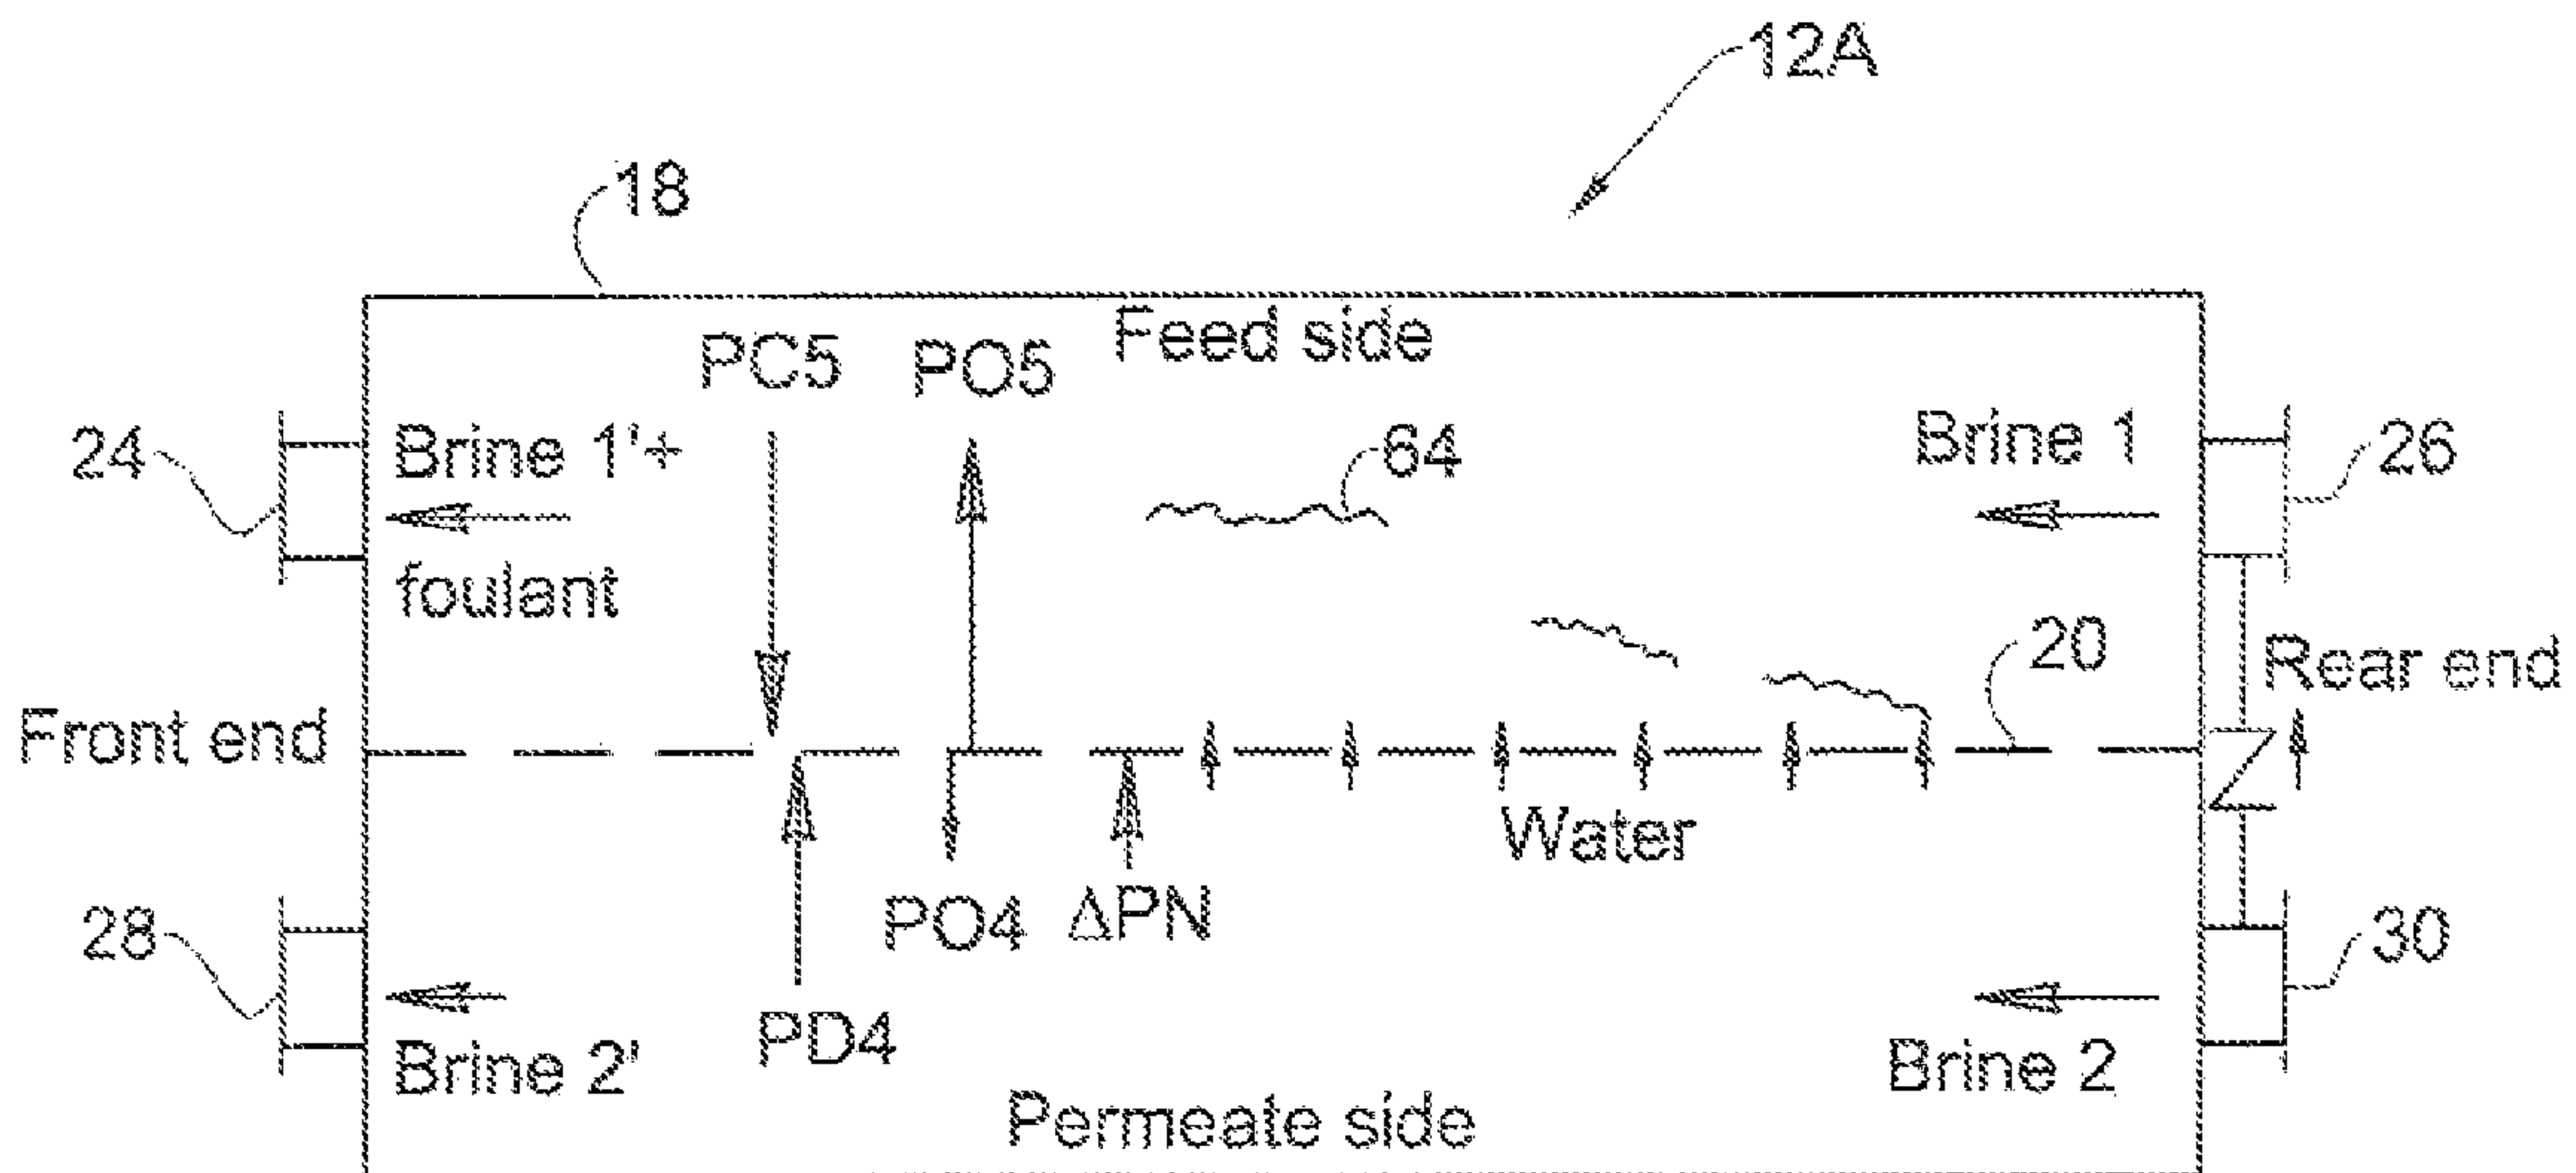 12A
18
Feed side
PC5
PO5
24
Brine 1'+
64
Brine 1
26
foulant
20
Rear end
Front end
Water
28
PO4
ΔPN
30
PD4
Brine 2'
Brine 2
Permeate side